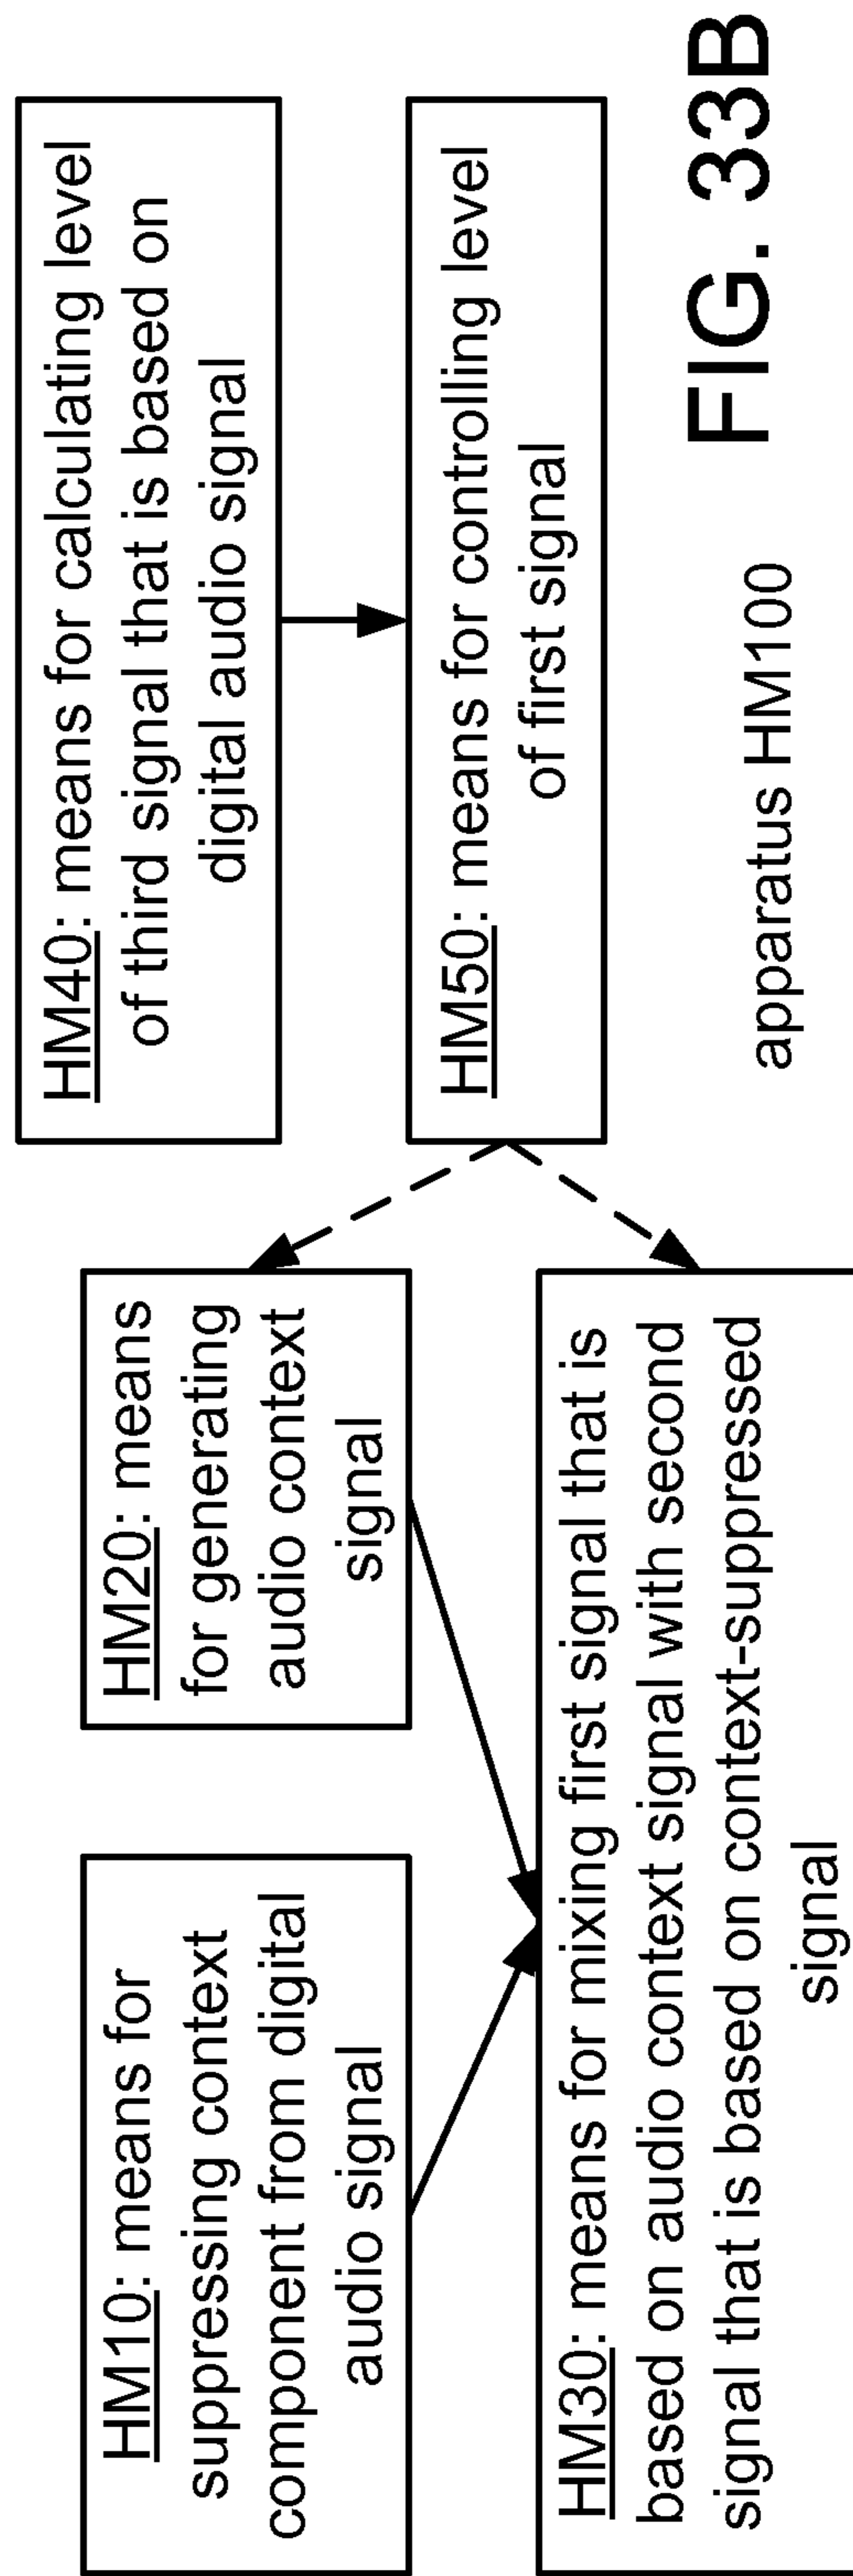 HM10: means for
suppressing context
component from digital
audio signal
HM20: means
for generating
audio context
signal
HM40: means for calculating level
of third signal that is based on
digital audio signal
HM30: means for mixing first signal that is
based on audio context signal with second
signal that is based on context-suppressed
signal
HM50: means for controlling level
of first signal
apparatus HM100
FIG. 33B